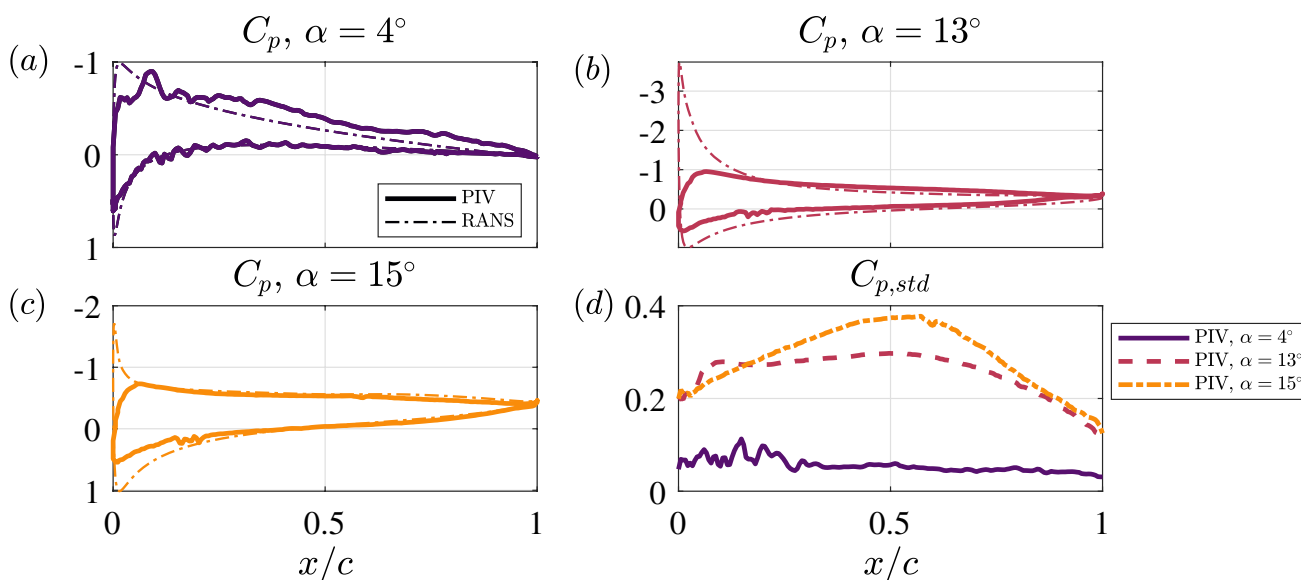 C_p, α = 4°
(a)
-1
0
1
PIV
RANS
C_p, α = 13°
(b)
-3
-2
-1
0
C_p, α = 15°
(c)
-2
-1
0
1
0
0.5
1
x/c
C_{p,std}
(d)
0.4
0.2
0
0
0.5
1
x/c
PIV, α = 4°
PIV, α = 13°
PIV, α = 15°